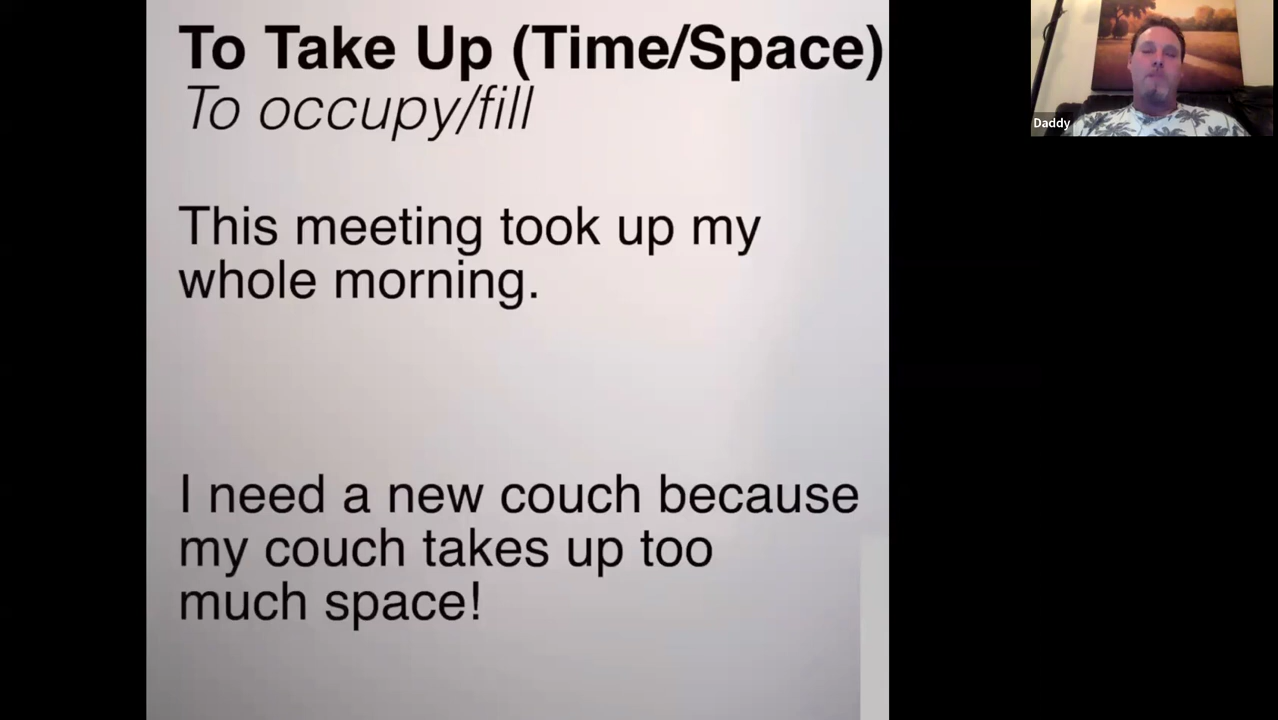 To Take Up (Time/Space)
To occupy/fill
This meeting took up my
whole morning.
I need a new couch because
my couch takes up too
much space!
Daddy